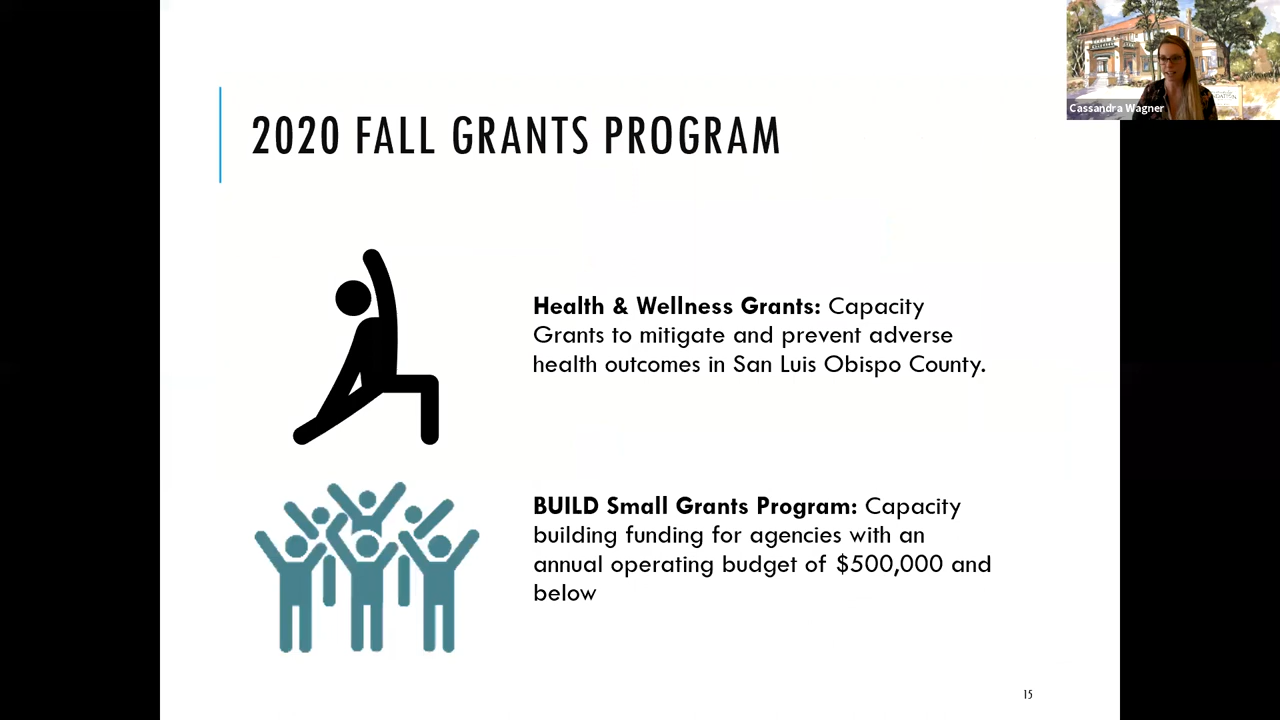 2020 FALL GRANTS PROGRAM
Cassandra Wagner
Health & Wellness Grants: Capacity
Grants to mitigate and prevent adverse
health outcomes in San Luis Obispo County.
BUILD Small Grants Program: Capacity
building funding for agencies with an
annual operating budget of $500,000 and
below
15